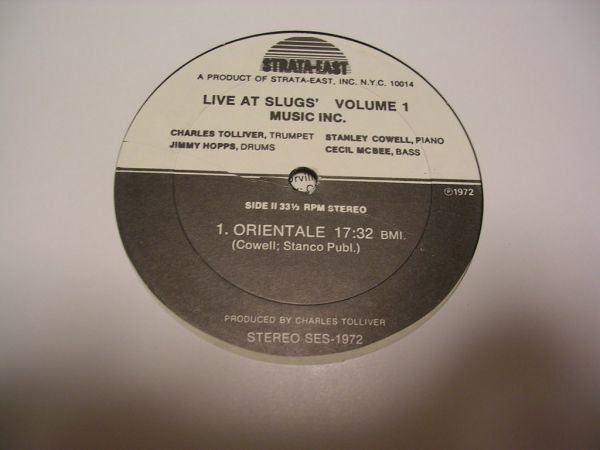 STRATA-EAST
A PRODUCT OF STRATA-EAST, INC. N.Y.C. 10014
LIVE AT SLUGS' VOLUME 1
MUSIC INC.
CHARLES TOLLIVER, TRUMPET STANLEY COWELL, PIANO
JIMMY HOPPS, DRUMS CECIL MCBEE, BASS
℗1972
SIDE II 33⅓ RPM STEREO
1. ORIENTALE 17:32 BMI.
(Cowell; Stanco Publ.)
PRODUCED BY CHARLES TOLLIVER
STEREO SES-1972